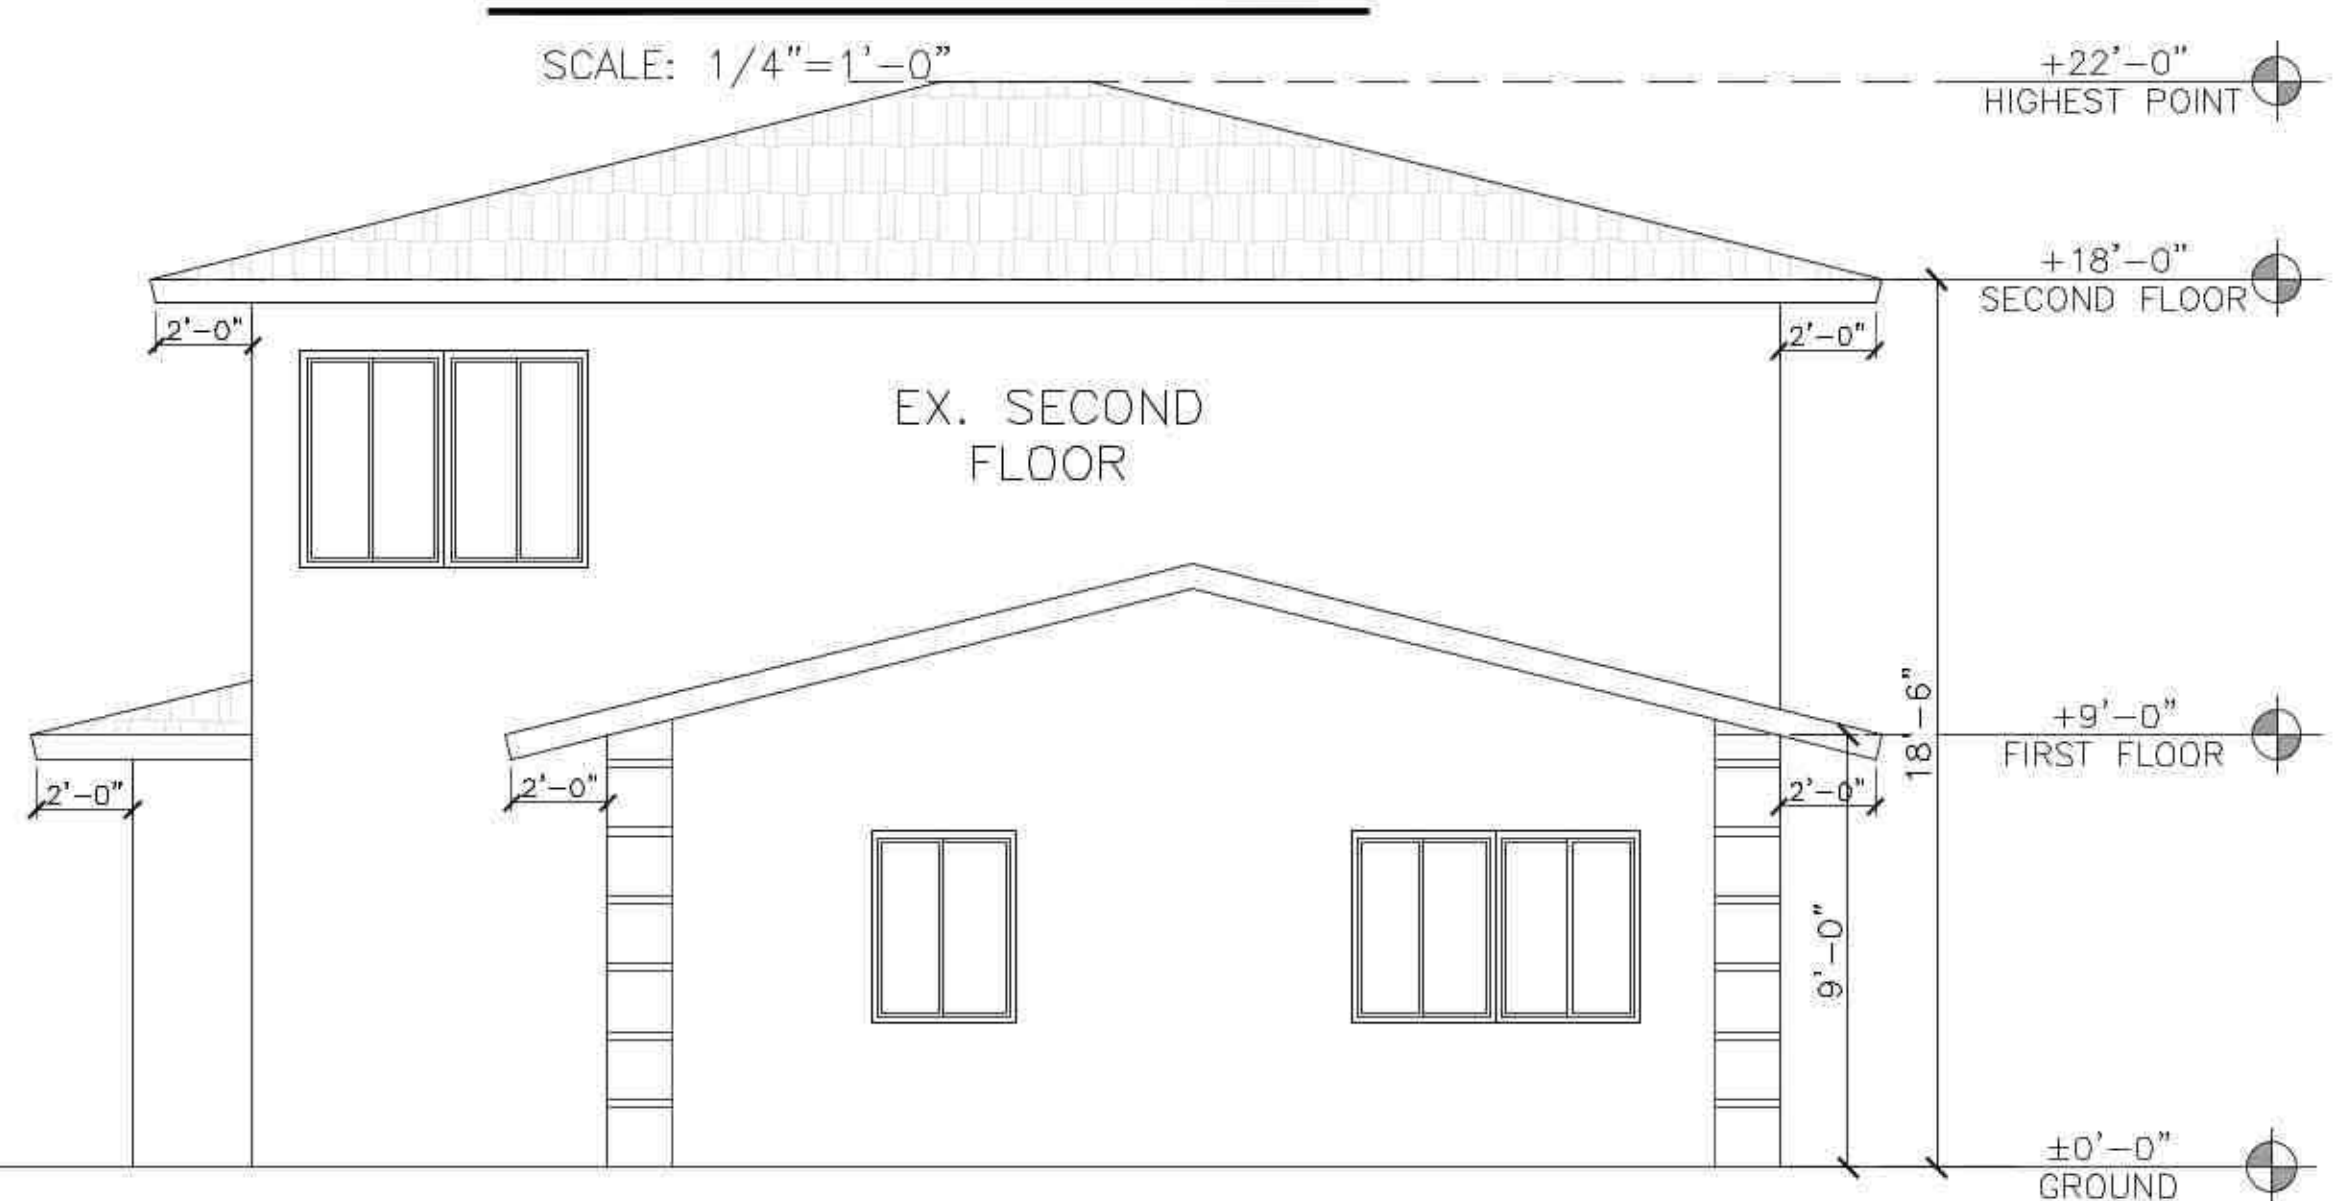 SCALE: 1/4"=1'-0"
+22'-0"
HIGHEST POINT
+18'-0"
SECOND FLOOR
2'-0"
2'-0"
EX. SECOND
FLOOR
18'-6"
+9'-0"
FIRST FLOOR
2'-0"
2'-0"
2'-0"
9'-0"
±0'-0"
GROUND